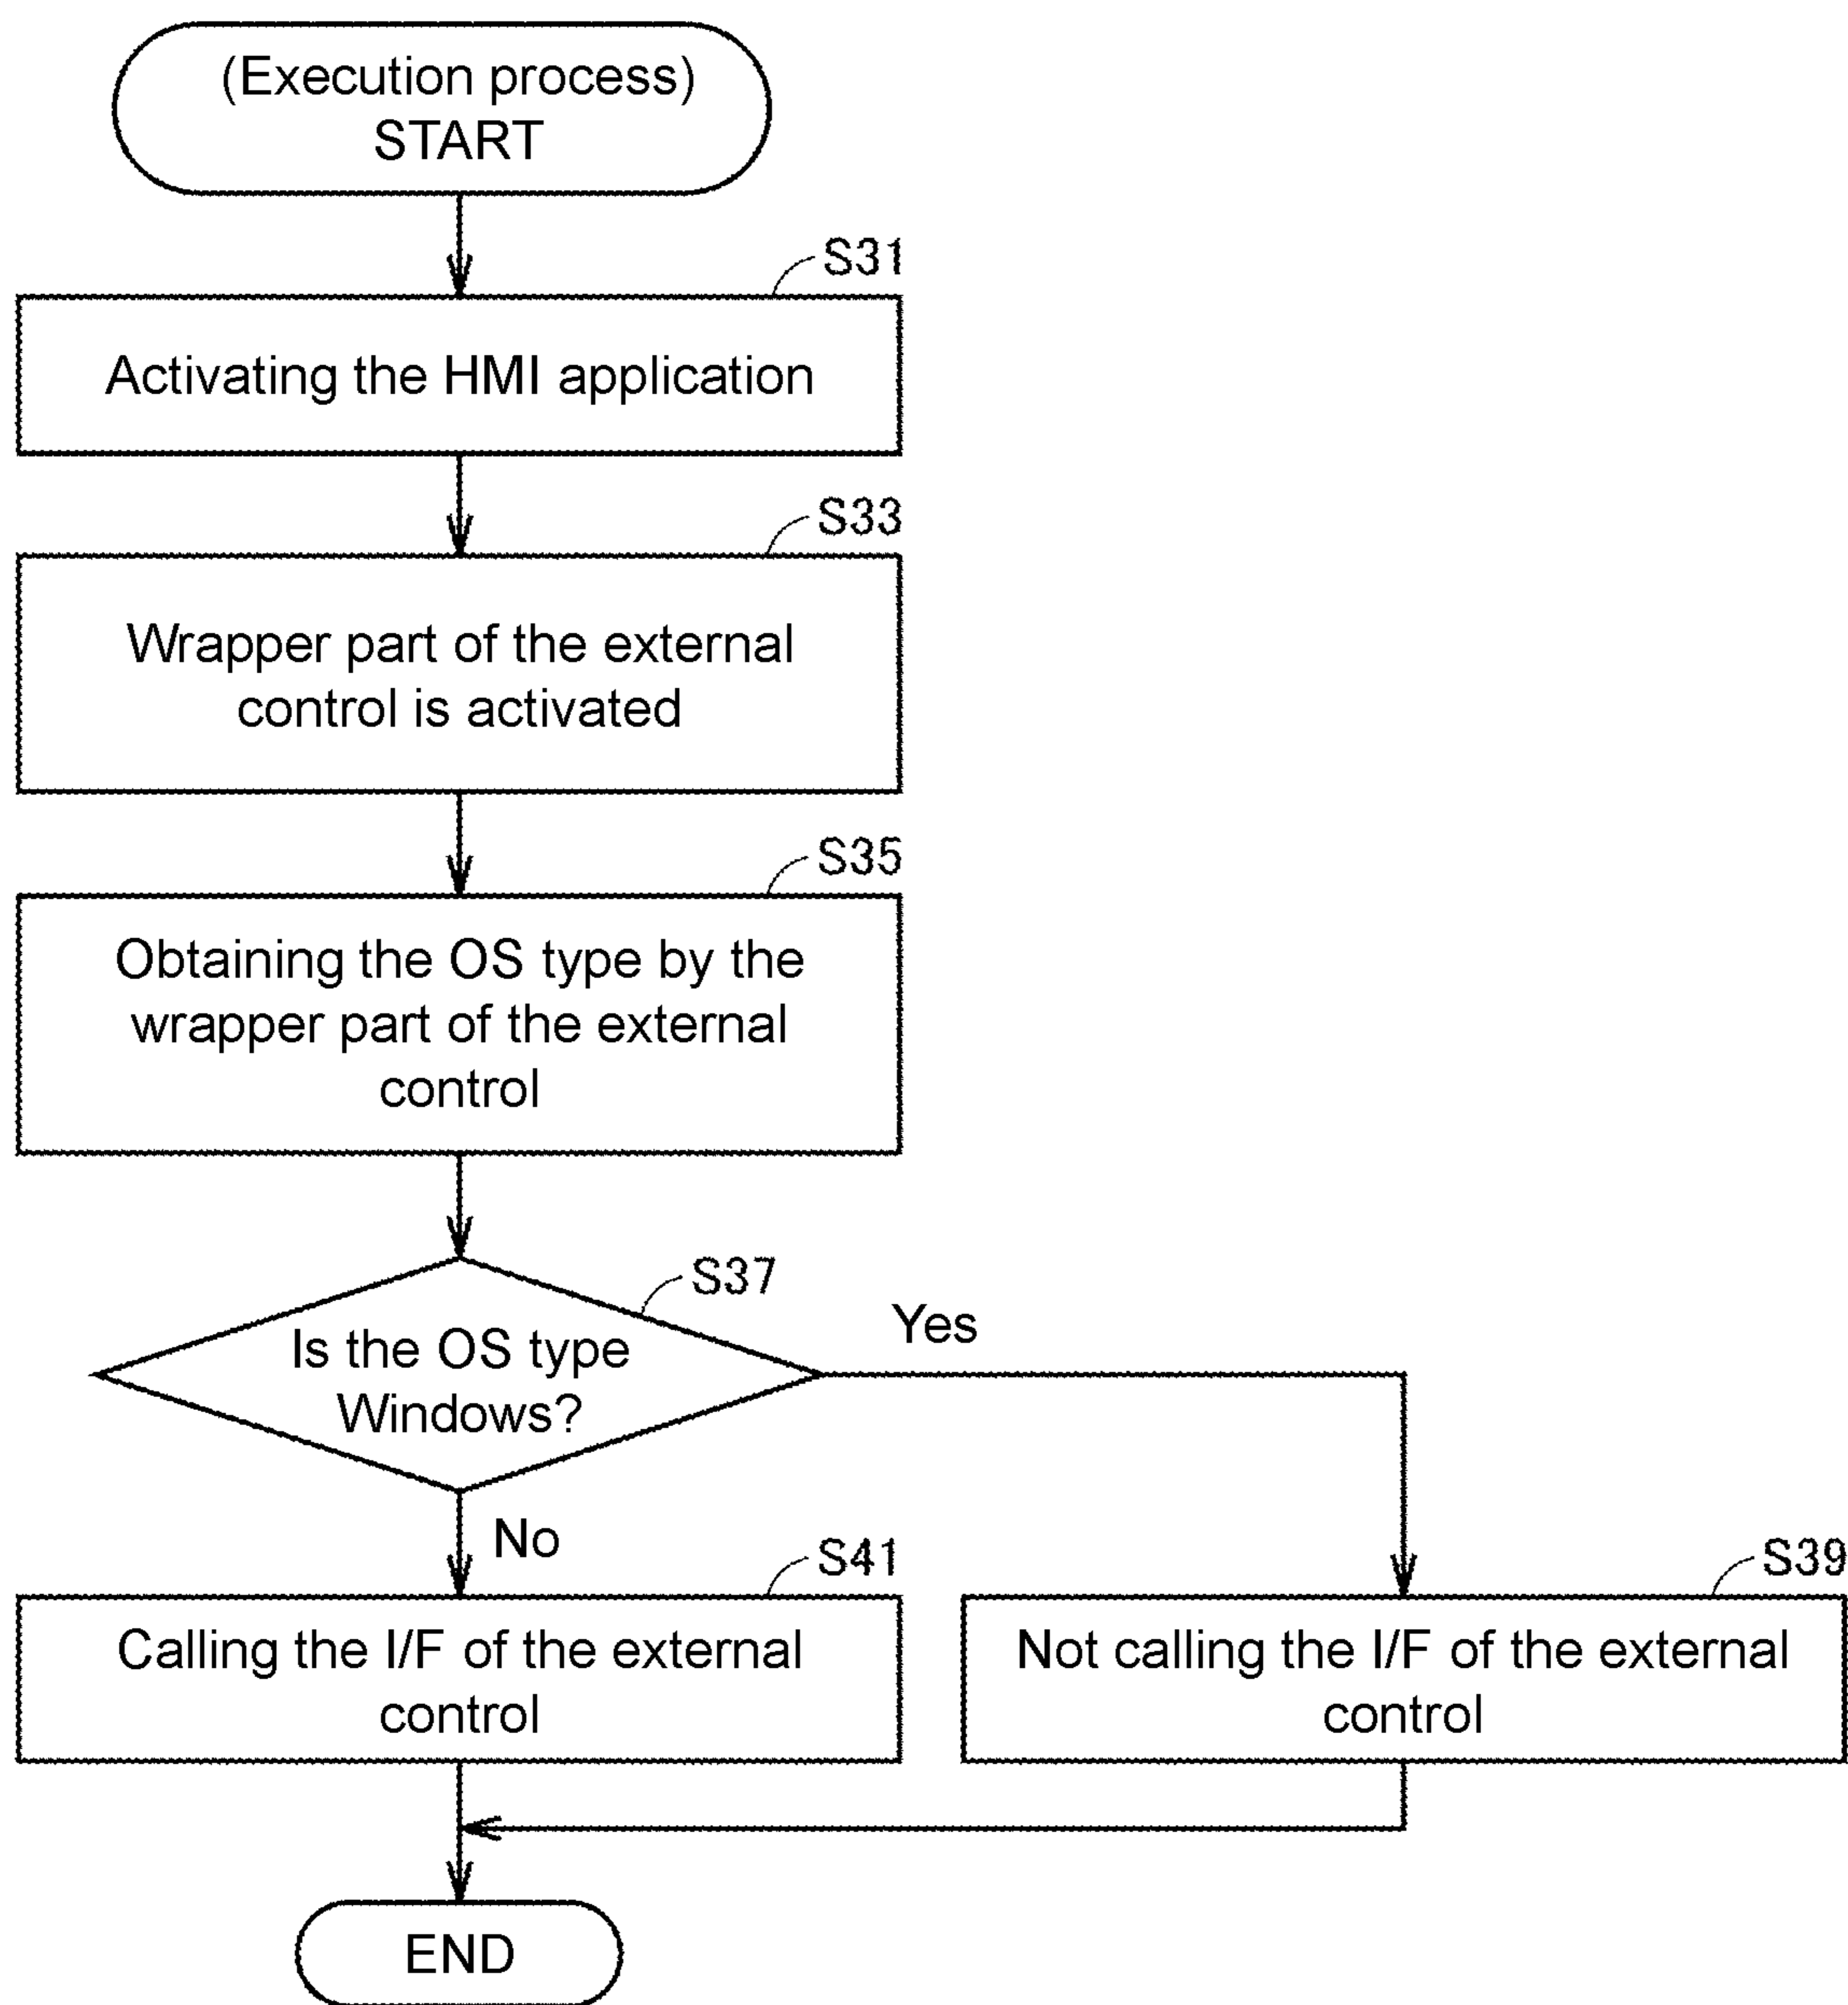 (Execution process)
START
S31
Activating the HMI application
S33
Wrapper part of the external
control is activated
S35
Obtaining the OS type by the
wrapper part of the external
control
S37
Is the OS type
Windows?
Yes
No
S41
Calling the I/F of the external
control
S39
Not calling the I/F of the external
control
END